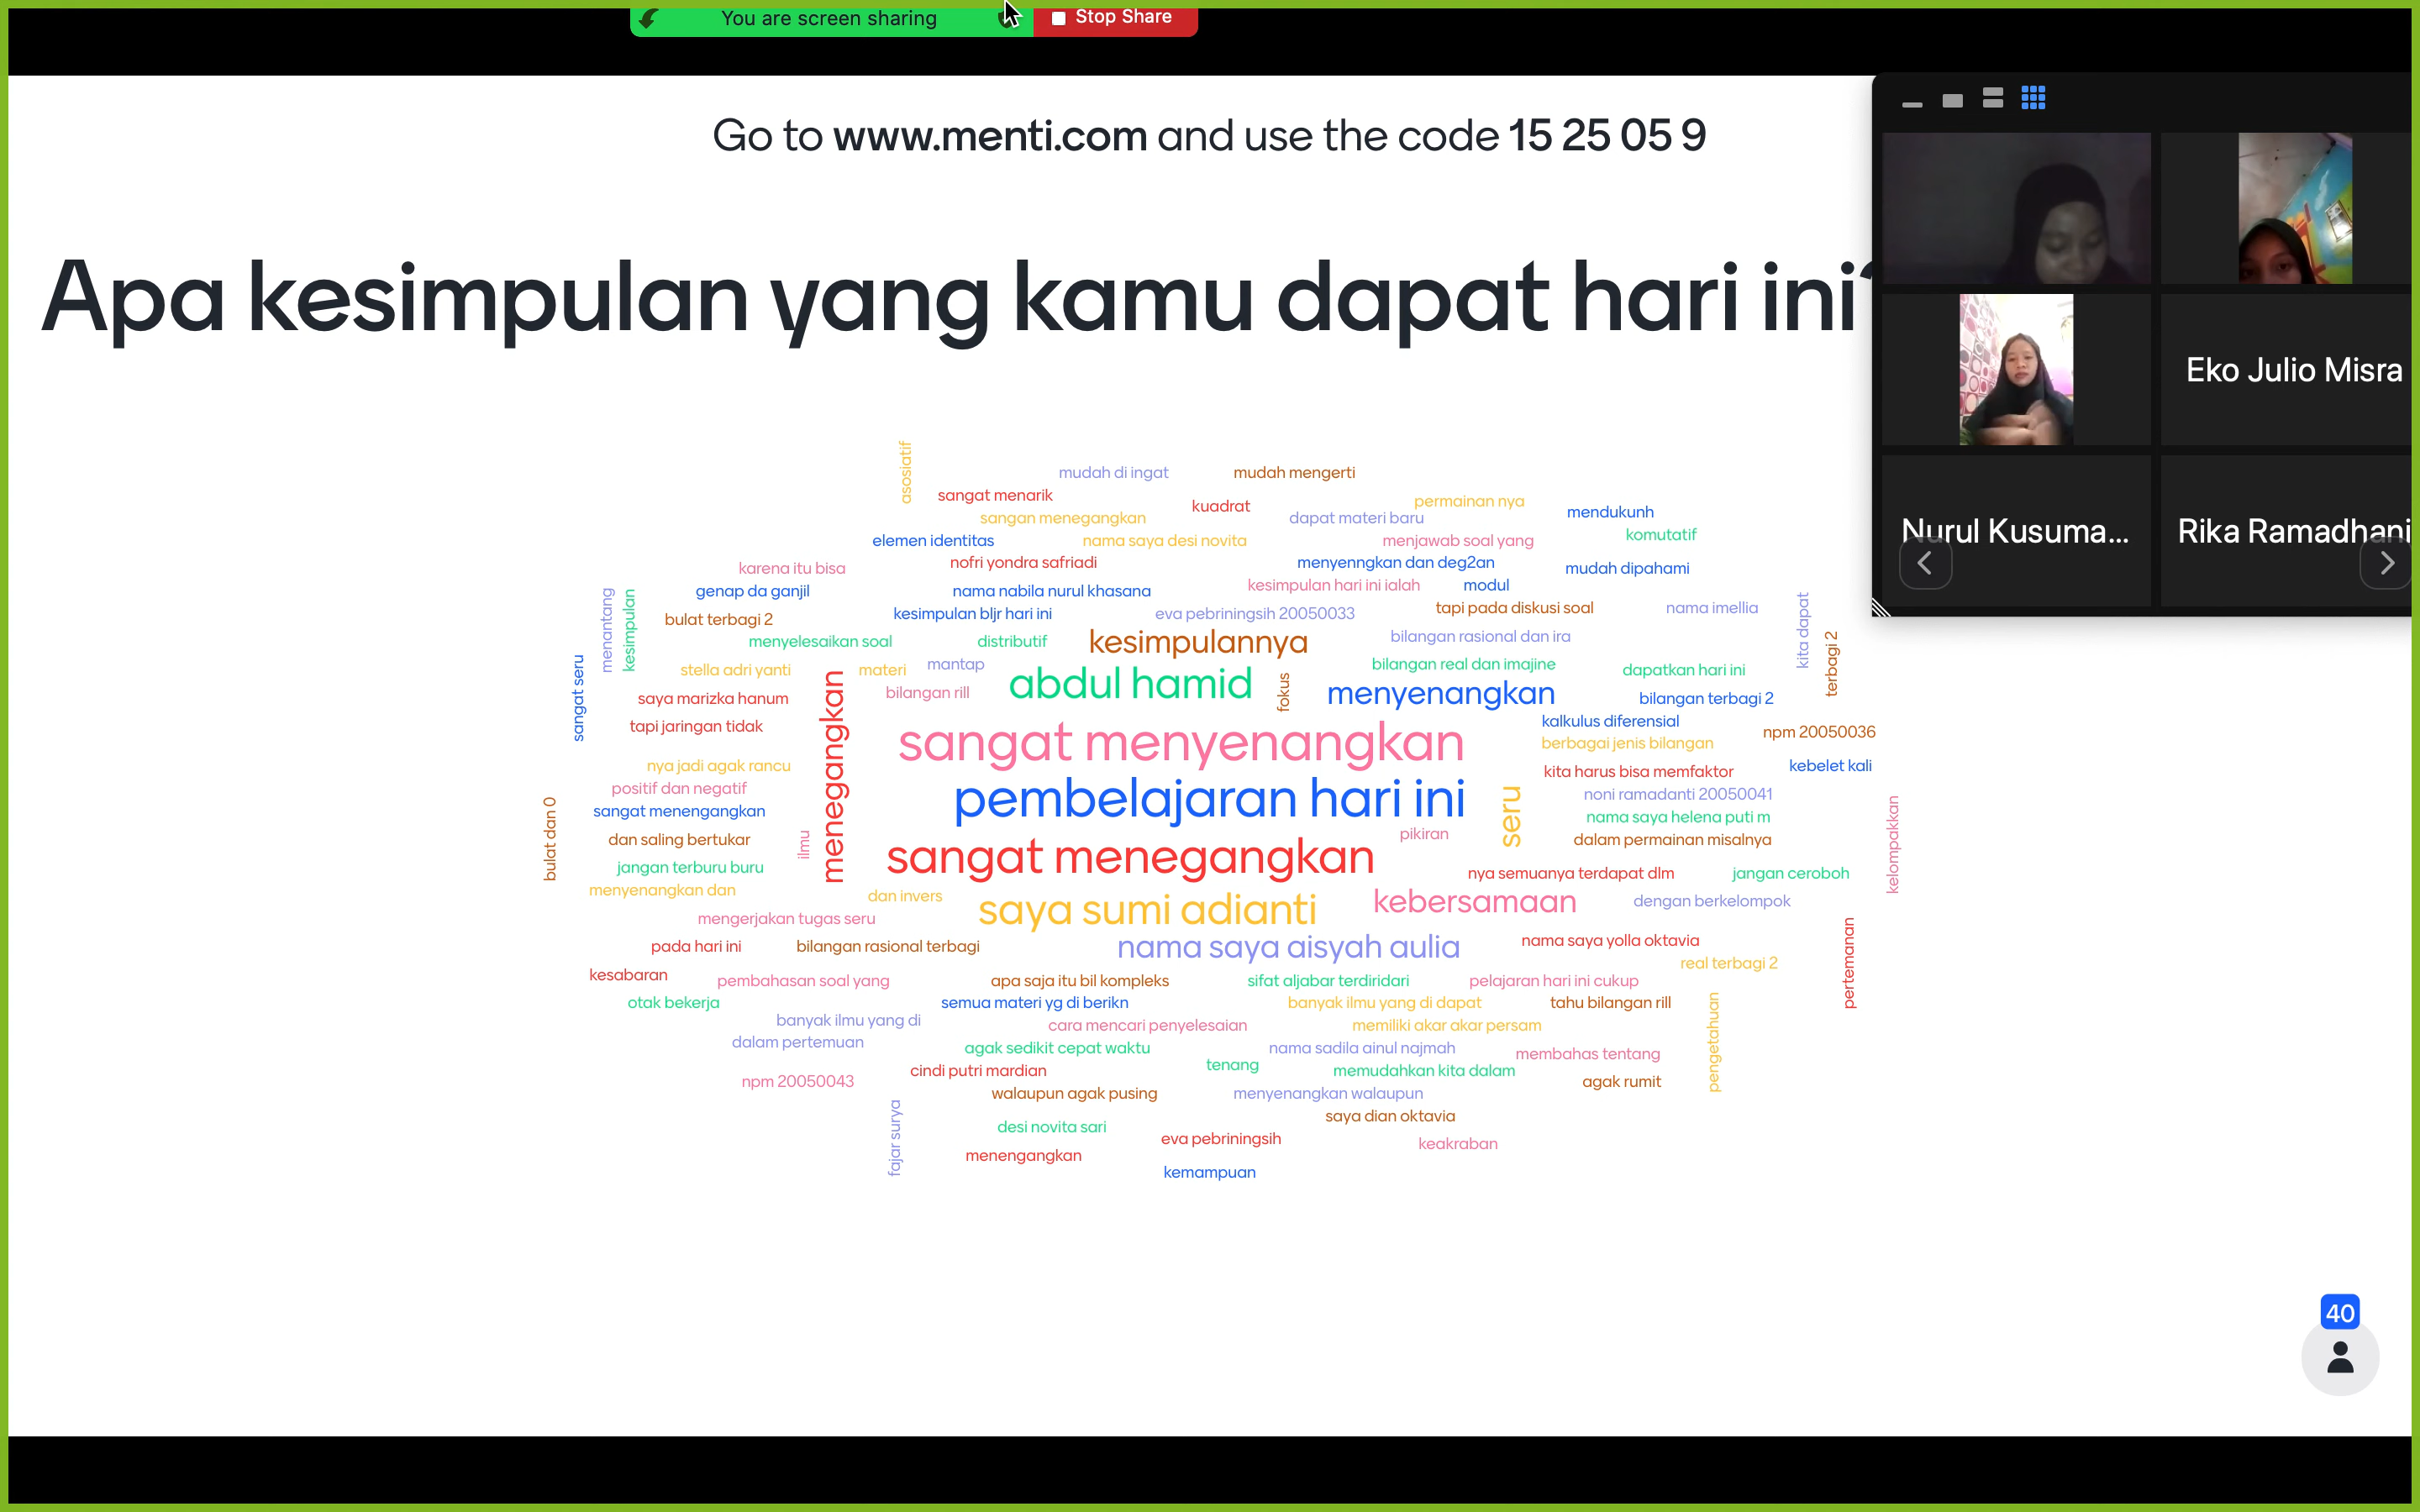 You are screen sharing
Stop Share
Go to www.menti.com and use the code 15 25 05 9
Apa kesimpulan yang kamu dapat hari ini?
Eko Julio Misra
Nurul Kusuma...
Rika Ramadhani
asosiatif
mudah di ingat
mudah mengerti
sangat menarik
kuadrat
permainan nya
sangan menegangkan
dapat materi baru
mendukunh
elemen identitas
nama saya desi novita
menjawab soal yang
komutatif
karena itu bisa
nofri yondra safriadi
menyenngkan dan deg2an
mudah dipahami
genap da ganjil
nama nabila nurul khasana
kesimpulan hari ini ialah
modul
menantang
kesimpulan
bulat terbagi 2
kesimpulan bljr hari ini
eva pebriningsih 20050033
tapi pada diskusi soal
nama imellia
kita dapat
menyelesaikan soal
distributif
kesimpulannya
bilangan rasional dan ira
terbagi 2
sangat seru
stella adri yanti
materi
mantap
abdul hamid
bilangan real dan imajine
dapatkan hari ini
saya marizka hanum
menegangkan
bilangan rill
fokus
menyenangkan
bilangan terbagi 2
tapi jaringan tidak
sangat menyenangkan
kalkulus diferensial
npm 20050036
berbagai jenis bilangan
nya jadi agak rancu
kita harus bisa memfaktor
kebelet kali
positif dan negatif
pembelajaran hari ini
seru
noni ramadanti 20050041
sangat menengangkan
nama saya helena puti m
bulat dan 0
dan saling bertukar
ilmu
pikiran
dalam permainan misalnya
kelompakkan
jangan terburu buru
sangat menegangkan
nya semuanya terdapat dlm
jangan ceroboh
menyenangkan dan
dan invers
saya sumi adianti
kebersamaan
dengan berkelompok
mengerjakan tugas seru
pada hari ini
bilangan rasional terbagi
nama saya aisyah aulia
nama saya yolla oktavia
pertemanan
real terbagi 2
kesabaran
pembahasan soal yang
apa saja itu bil kompleks
sifat aljabar terdiridari
pelajaran hari ini cukup
otak bekerja
semua materi yg di berikn
banyak ilmu yang di dapat
tahu bilangan rill
banyak ilmu yang di
cara mencari penyelesaian
memiliki akar akar persam
pengetahuan
dalam pertemuan
agak sedikit cepat waktu
nama sadila ainul najmah
membahas tentang
npm 20050043
cindi putri mardian
tenang
memudahkan kita dalam
agak rumit
walaupun agak pusing
menyenangkan walaupun
fajar surya
saya dian oktavia
desi novita sari
eva pebriningsih
keakraban
menengangkan
kemampuan
40